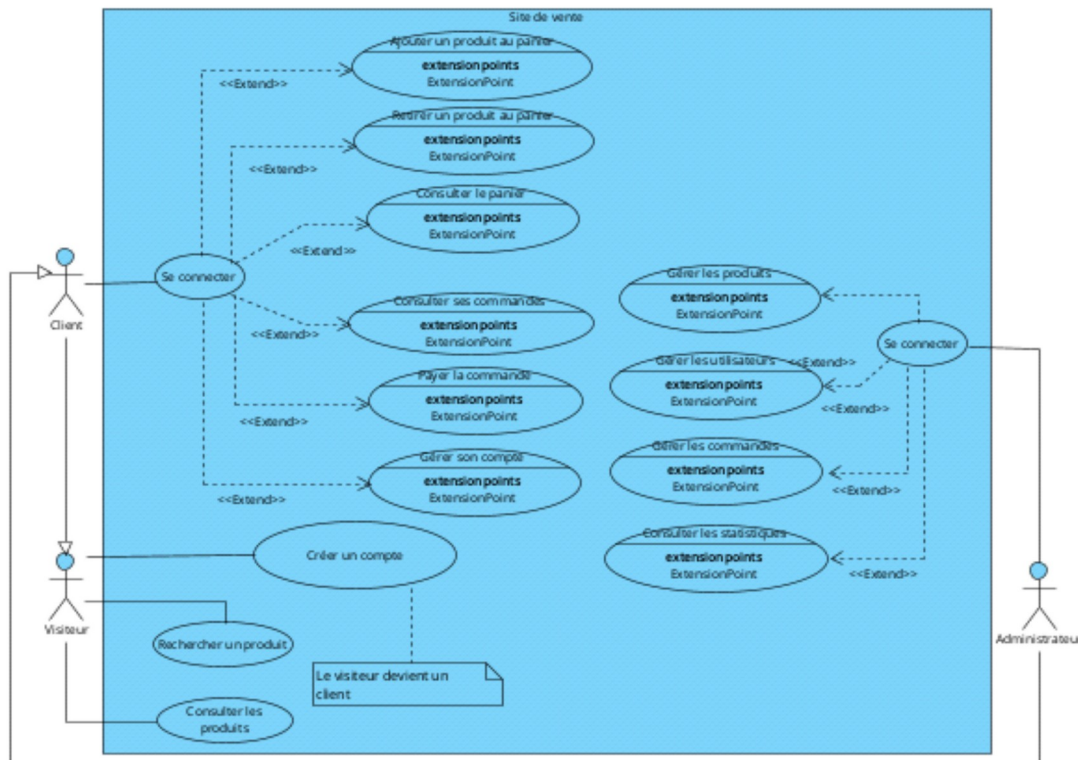 Site de vente
Ajouter un produit au panier
extension points
ExtensionPoint
<<Extend>>
Retirer un produit au panier
extension points
ExtensionPoint
<<Extend>>
Consulter le panier
extension points
ExtensionPoint
<<Extend>>
Se connecter
Client
Consulter ses commandes
extension points
ExtensionPoint
<<Extend>>
Payer la commande
extension points
ExtensionPoint
<<Extend>>
Gérer son compte
extension points
ExtensionPoint
<<Extend>>
Gérer les produits
extension points
ExtensionPoint
Se connecter
<<Extend>>
Gérer les utilisateurs
extension points
ExtensionPoint
<<Extend>>
Gérer les commandes
extension points
ExtensionPoint
<<Extend>>
Consulter les statistiques
extension points
ExtensionPoint
<<Extend>>
Créer un compte
Visiteur
Rechercher un produit
Le visiteur devient un
client
Consulter les
produits
Administrateur